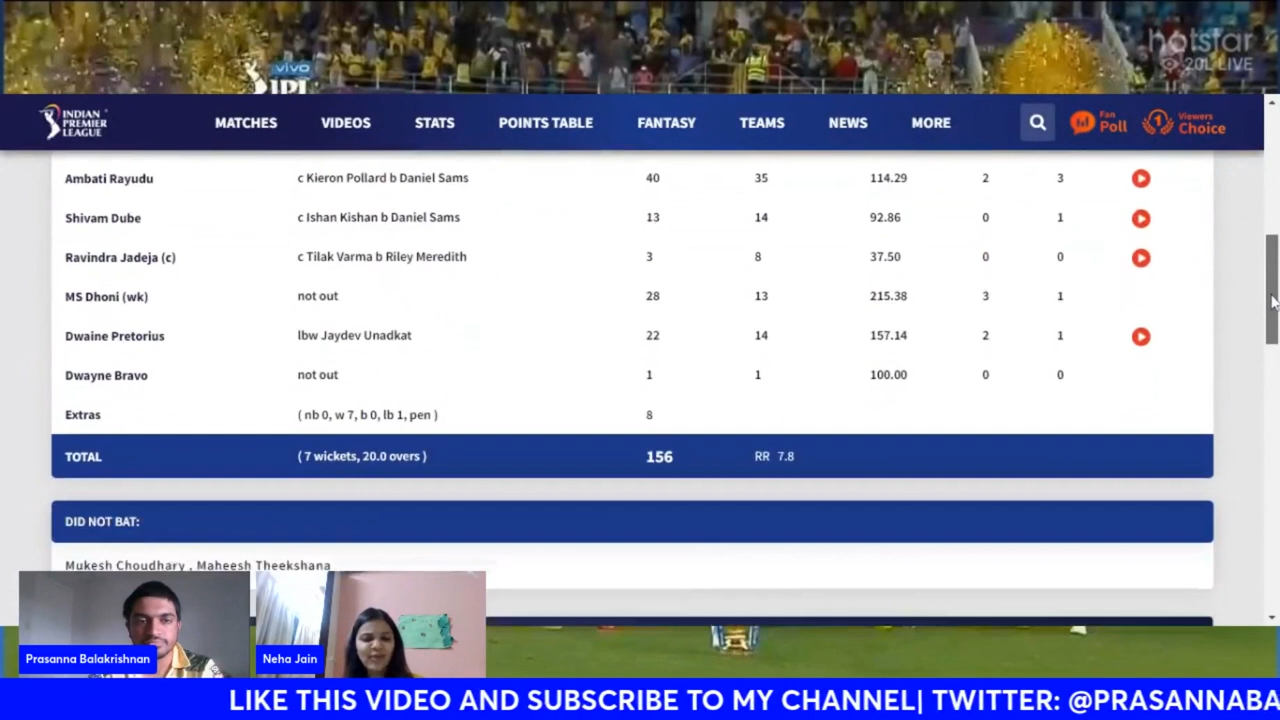 hotstar
20L LIVE
vivo
IPL
INDIAN
PREMIER
LEAGUE
MATCHES VIDEOS STATS POINTS TABLE FANTASY TEAMS NEWS MORE
Fan
Poll
Viewers
Choice
Ambati Rayudu c Kieron Pollard b Daniel Sams 40 35 114.29 2 3
Shivam Dube c Ishan Kishan b Daniel Sams 13 14 92.86 0 1
Ravindra Jadeja (c) c Tilak Varma b Riley Meredith 3 8 37.50 0 0
MS Dhoni (wk) not out 28 13 215.38 3 1
Dwaine Pretorius lbw Jaydev Unadkat 22 14 157.14 2 1
Dwayne Bravo not out 1 1 100.00 0 0
Extras ( nb 0, w 7, b 0, lb 1, pen ) 8
TOTAL ( 7 wickets, 20.0 overs ) 156 RR 7.8
DID NOT BAT:
Mukesh Choudhary , Maheesh Theekshana
Prasanna Balakrishnan
Neha Jain
LIKE THIS VIDEO AND SUBSCRIBE TO MY CHANNEL| TWITTER: @PRASANNABA